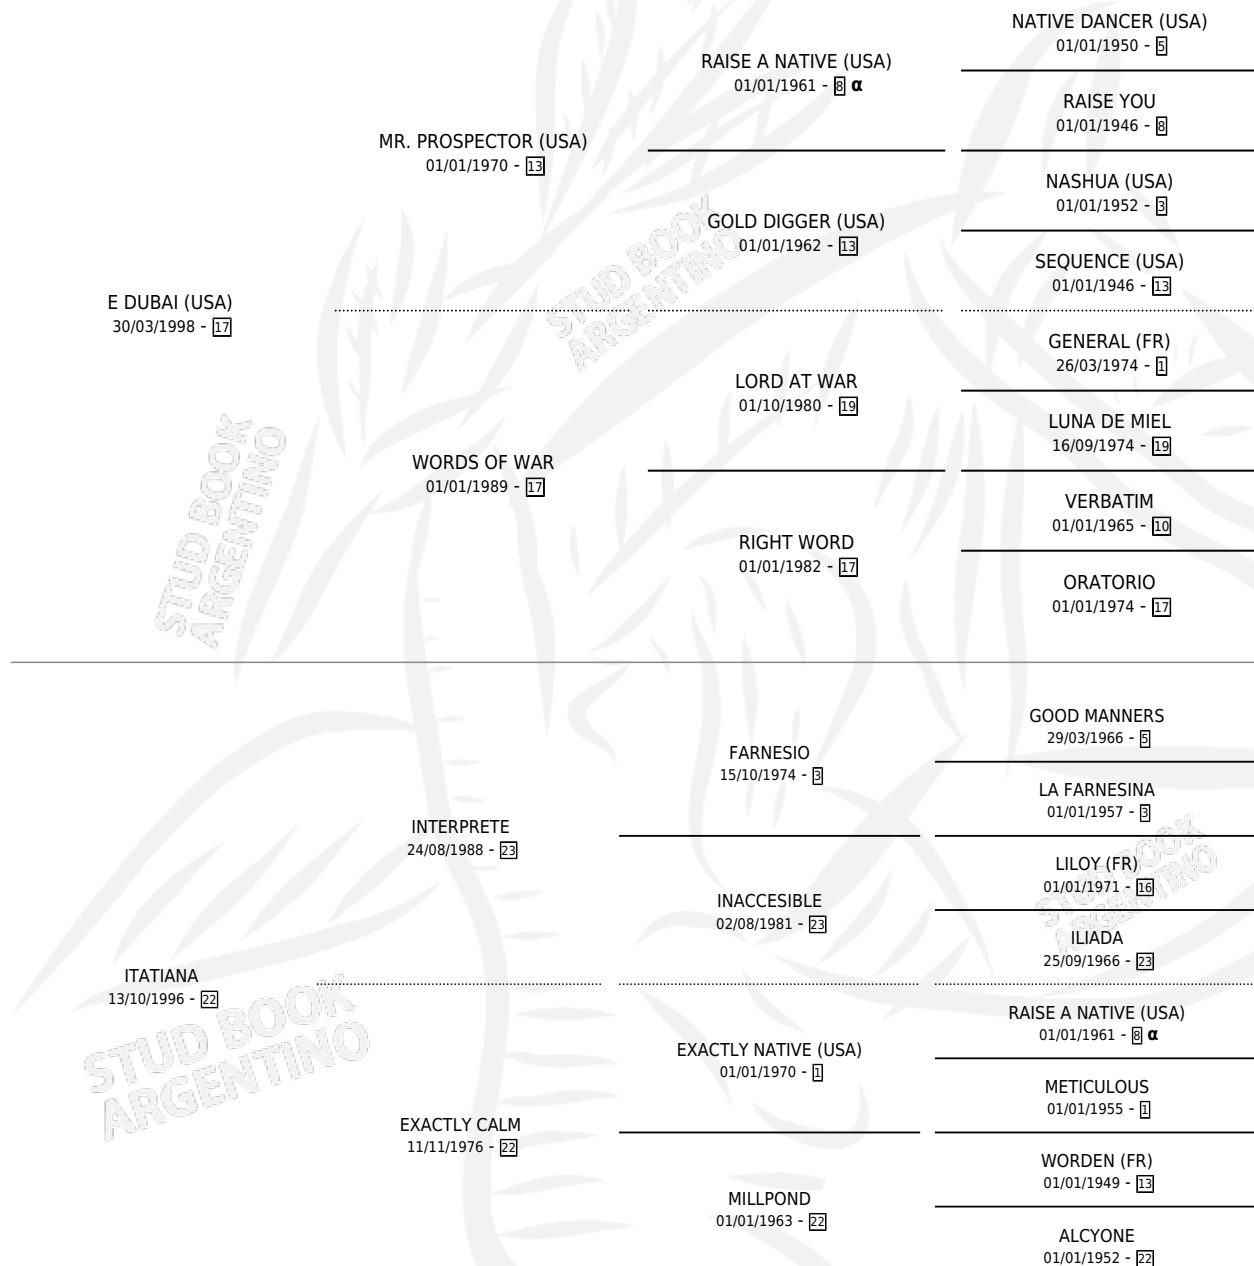 NATIVE DANCER (USA)
01/01/1950 - 5
RAISE A NATIVE (USA)
01/01/1961 - 8 α
RAISE YOU
01/01/1946 - 8
MR. PROSPECTOR (USA)
01/01/1970 - 13
NASHUA (USA)
01/01/1952 - 3
GOLD DIGGER (USA)
01/01/1962 - 13
SEQUENCE (USA)
01/01/1946 - 13
E DUBAI (USA)
30/03/1998 - 17
GENERAL (FR)
26/03/1974 - 1
LORD AT WAR
01/10/1980 - 19
LUNA DE MIEL
16/09/1974 - 19
WORDS OF WAR
01/01/1989 - 17
VERBATIM
01/01/1965 - 10
RIGHT WORD
01/01/1982 - 17
ORATORIO
01/01/1974 - 17
GOOD MANNERS
29/03/1966 - 5
FARNESIO
15/10/1974 - 3
LA FARNESINA
01/01/1957 - 3
INTERPRETE
24/08/1988 - 23
LILOY (FR)
01/01/1971 - 16
INACCESIBLE
02/08/1981 - 23
ILIADA
25/09/1966 - 23
ITATIANA
13/10/1996 - 22
RAISE A NATIVE (USA)
01/01/1961 - 8 α
EXACTLY NATIVE (USA)
01/01/1970 - 1
METICULOUS
01/01/1955 - 1
EXACTLY CALM
11/11/1976 - 22
WORDEN (FR)
01/01/1949 - 13
MILLPOND
01/01/1963 - 22
ALCYONE
01/01/1952 - 22
STUD BOOK
ARGENTINO
STUD BOOK
ARGENTINO
STUD BOOK
ARGENTINO
STUD BOOK
ARGENTINO